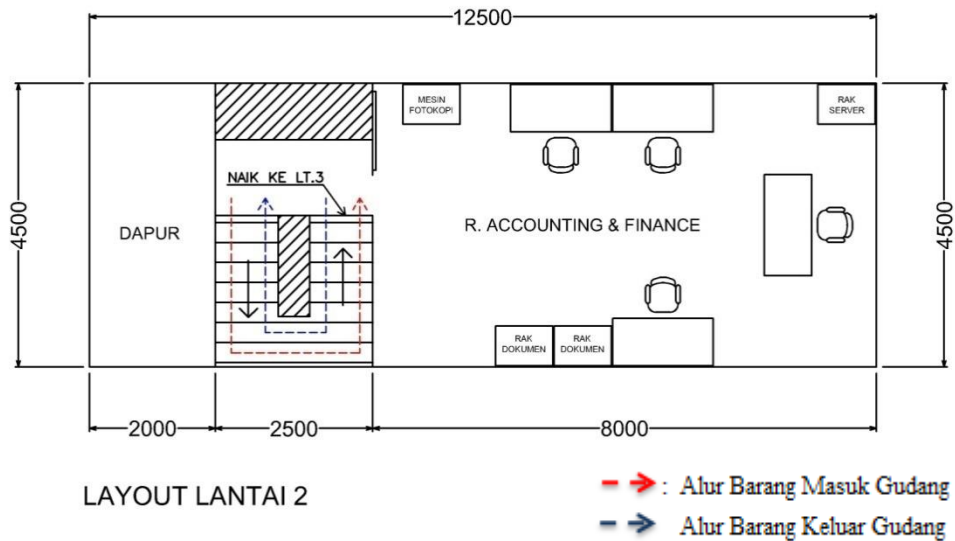 12500
MESIN
FOTOKOPI
RAK
SERVER
NAIK KE LT.3
4500
DAPUR
R. ACCOUNTING & FINANCE
4500
RAK
DOKUMEN
RAK
DOKUMEN
2000
2500
8000
LAYOUT LANTAI 2
: Alur Barang Masuk Gudang
Alur Barang Keluar Gudang